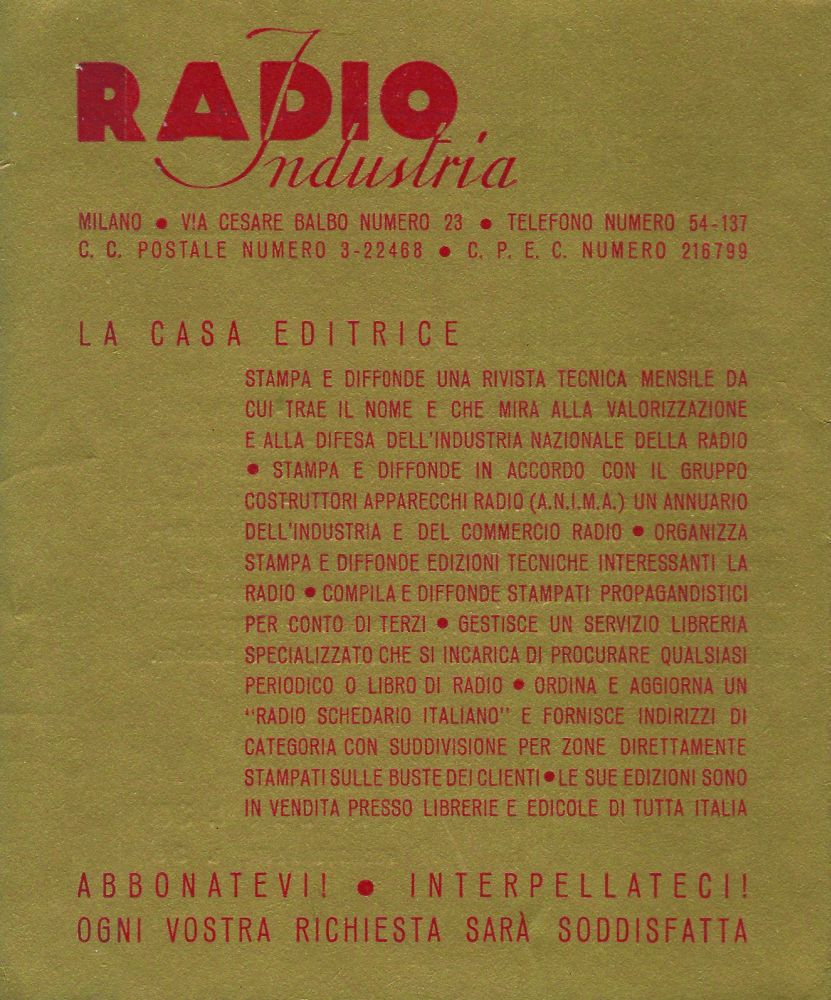 RADIO
Industria
MILANO • VIA CESARE BALBO NUMERO 23 • TELEFONO NUMERO 54-137
C. C. POSTALE NUMERO 3-22468 • C. P. E. C. NUMERO 216799
LA CASA EDITRICE
STAMPA E DIFFONDE UNA RIVISTA TECNICA MENSILE DA
CUI TRAE IL NOME E CHE MIRA ALLA VALORIZZAZIONE
E ALLA DIFESA DELL'INDUSTRIA NAZIONALE DELLA RADIO
• STAMPA E DIFFONDE IN ACCORDO CON IL GRUPPO
COSTRUTTORI APPARECCHI RADIO (A.N.I.M.A.) UN ANNUARIO
DELL'INDUSTRIA E DEL COMMERCIO RADIO • ORGANIZZA
STAMPA E DIFFONDE EDIZIONI TECNICHE INTERESSANTI LA
RADIO • COMPILA E DIFFONDE STAMPATI PROPAGANDISTICI
PER CONTO DI TERZI • GESTISCE UN SERVIZIO LIBRERIA
SPECIALIZZATO CHE SI INCARICA DI PROCURARE QUALSIASI
PERIODICO O LIBRO DI RADIO • ORDINA E AGGIORNA UN
"RADIO SCHEDARIO ITALIANO" E FORNISCE INDIRIZZI DI
CATEGORIA CON SUDDIVISIONE PER ZONE DIRETTAMENTE
STAMPATI SULLE BUSTE DEI CLIENTI • LE SUE EDIZIONI SONO
IN VENDITA PRESSO LIBRERIE E EDICOLE DI TUTTA ITALIA
ABBONATEVI! • INTERPELLATECI!
OGNI VOSTRA RICHIESTA SARÀ SODDISFATTA